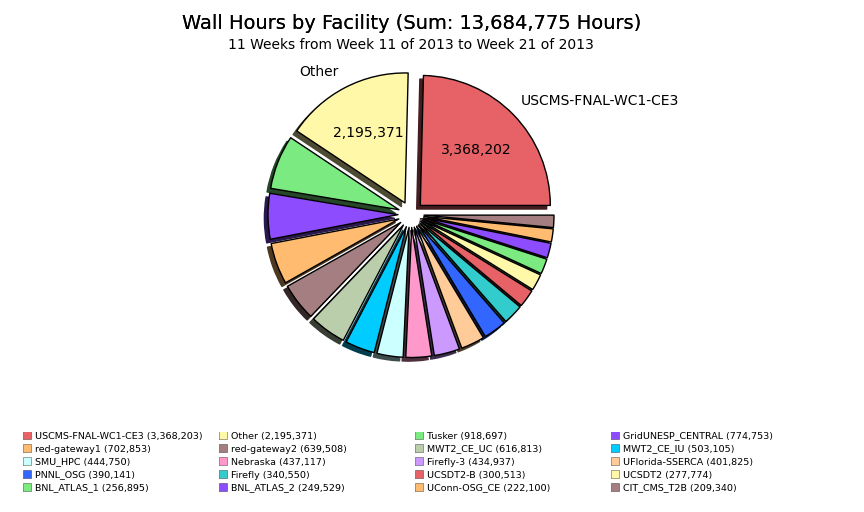 Wall Hours by Facility (Sum: 13,684,775 Hours)
11 Weeks from Week 11 of 2013 to Week 21 of 2013
Other
USCMS-FNAL-WC1-CE3
2,195,371
3,368,202
USCMS-FNAL-WC1-CE3 (3,368,203) Other (2,195,371) Tusker (918,697) GridUNESP_CENTRAL (774,753)
red-gateway1 (702,853) red-gateway2 (639,508) MWT2_CE_UC (616,813) MWT2_CE_IU (503,105)
SMU_HPC (444,750) Nebraska (437,117) Firefly-3 (434,937) UFlorida-SSERCA (401,825)
PNNL_OSG (390,141) Firefly (340,550) UCSDT2-B (300,513) UCSDT2 (277,774)
BNL_ATLAS_1 (256,895) BNL_ATLAS_2 (249,529) UConn-OSG_CE (222,100) CIT_CMS_T2B (209,340)